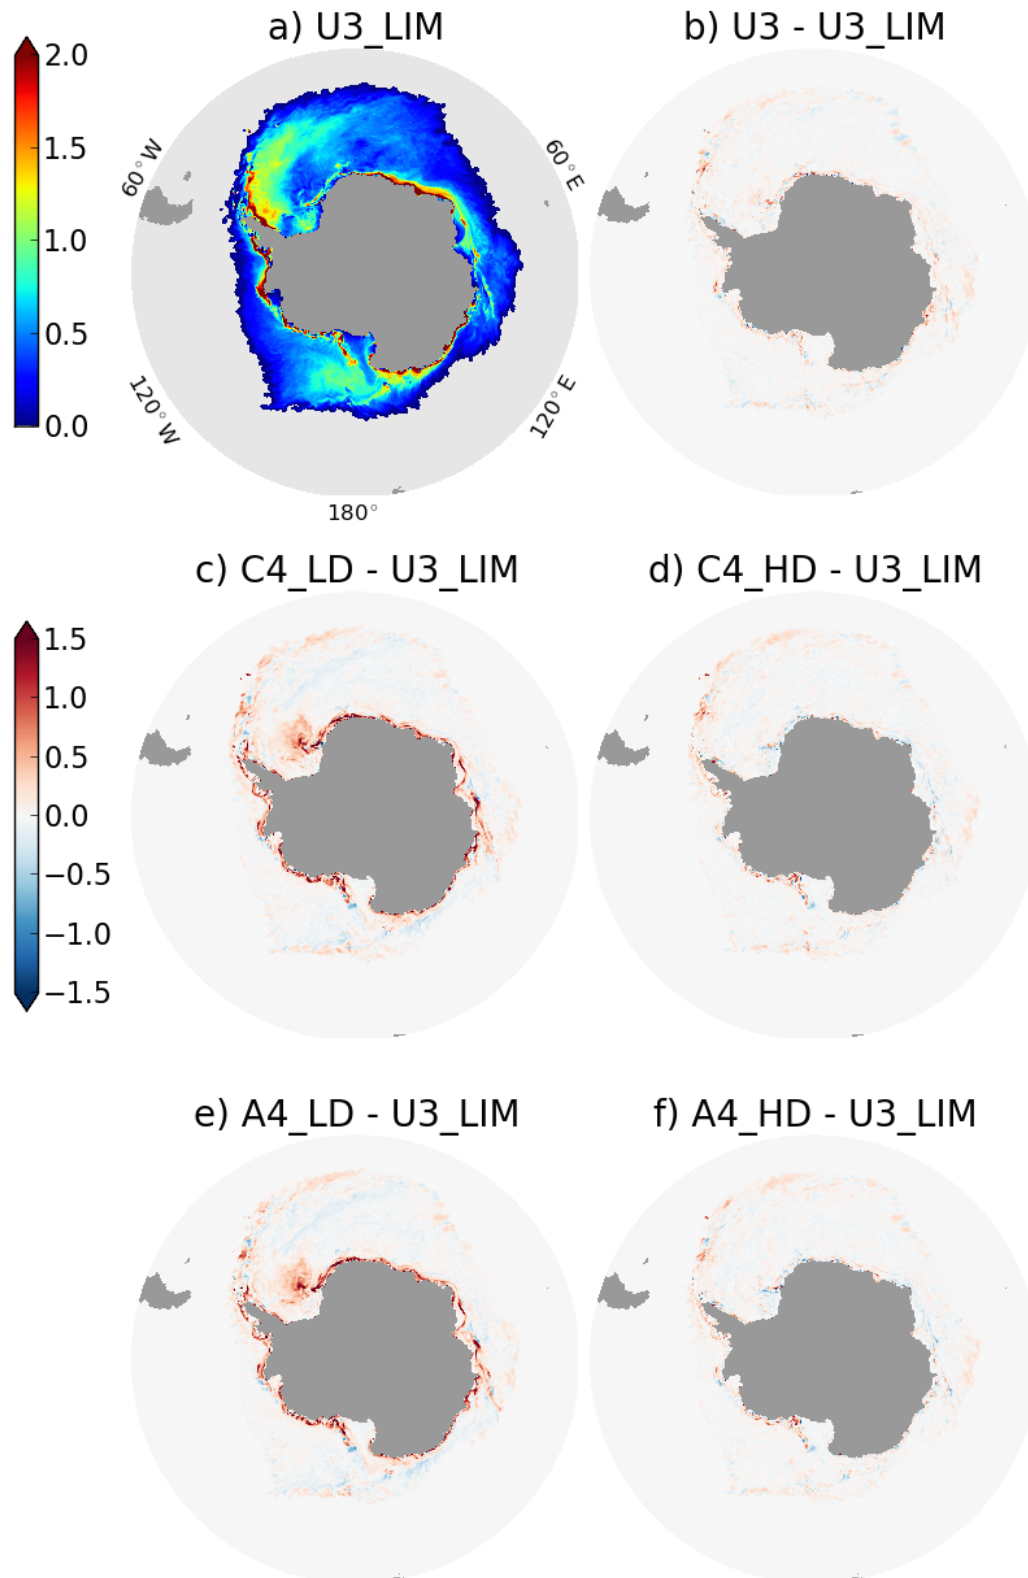 a) U3_LIM
b) U3 - U3_LIM
2.0
1.5
1.0
0.5
0.0
60°W
60°E
120°W
120°E
180°
c) C4_LD - U3_LIM
d) C4_HD - U3_LIM
1.5
1.0
0.5
0.0
−0.5
−1.0
−1.5
e) A4_LD - U3_LIM
f) A4_HD - U3_LIM